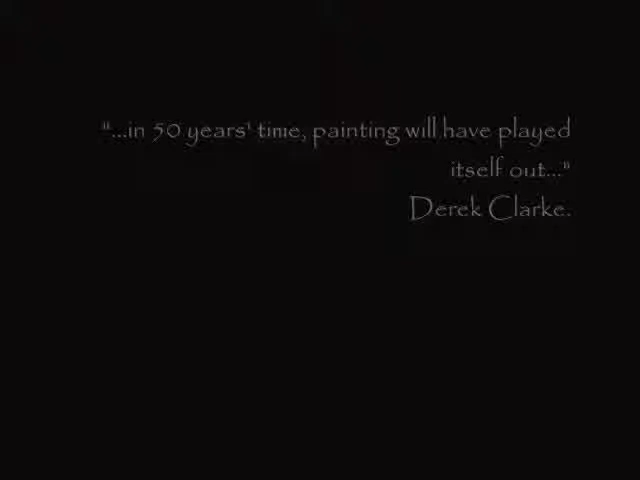 "...in 50 years' time, painting will have played
itself out..."
Derek Clarke.